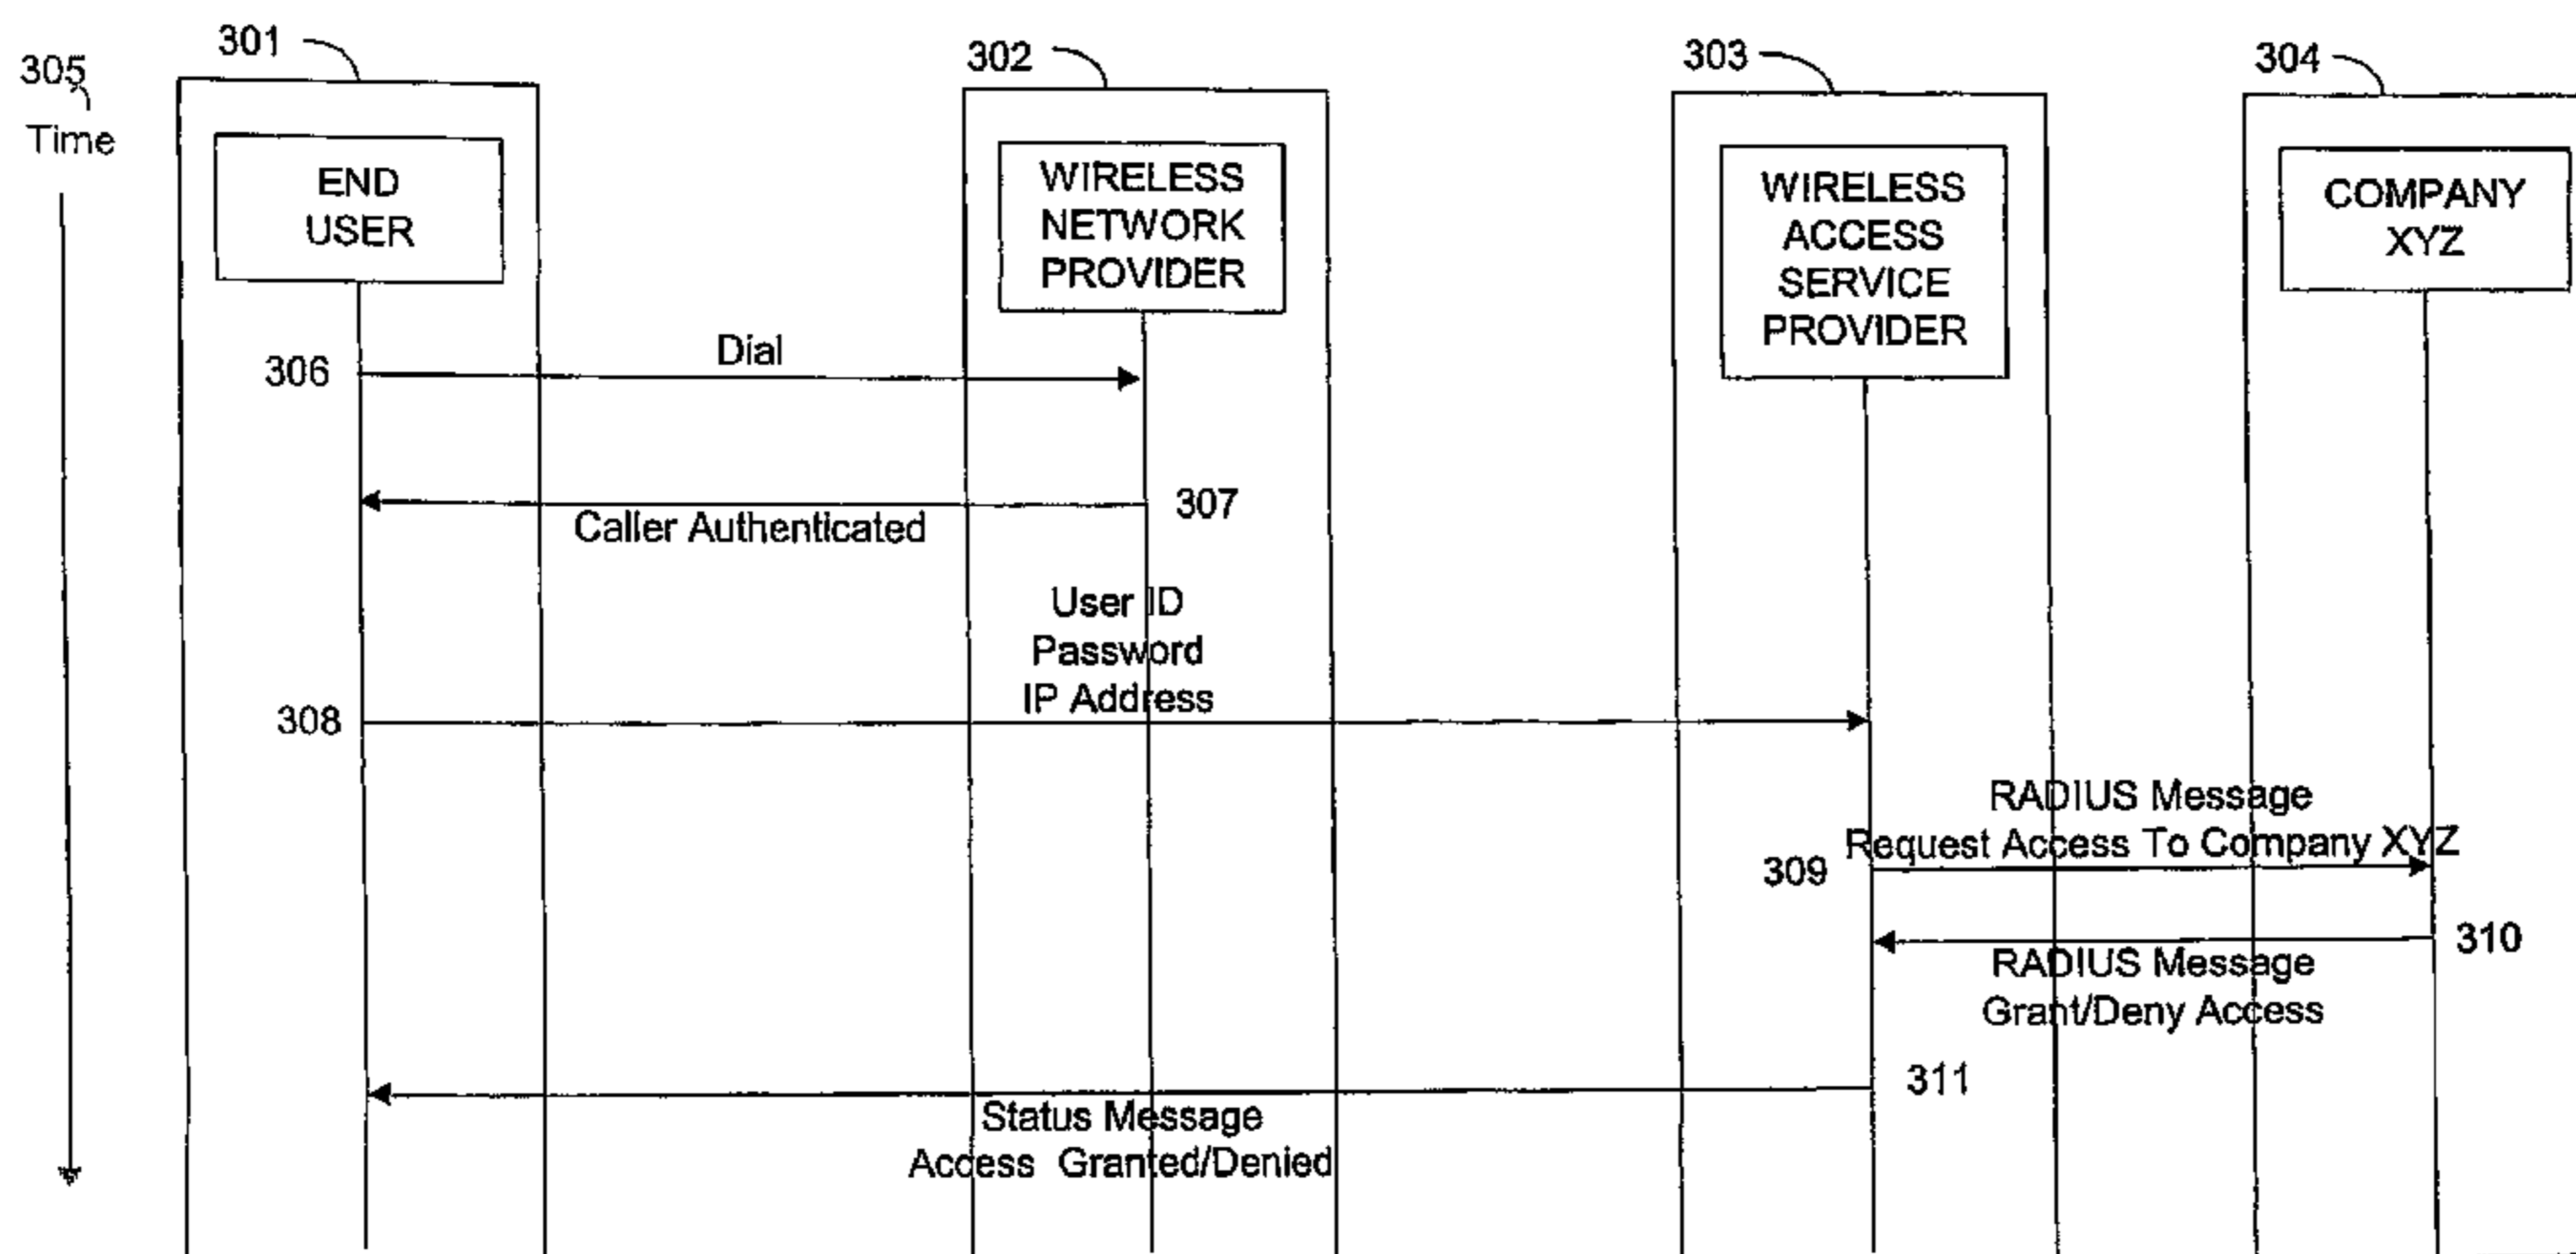 301
302
303
304
305
Time
END
USER
WIRELESS
NETWORK
PROVIDER
WIRELESS
ACCESS
SERVICE
PROVIDER
COMPANY
XYZ
306
Dial
Caller Authenticated
307
User ID
Password
IP Address
308
RADIUS Message
Request Access To Company XYZ
309
310
RADIUS Message
Grant/Deny Access
311
Status Message
Access Granted/Denied